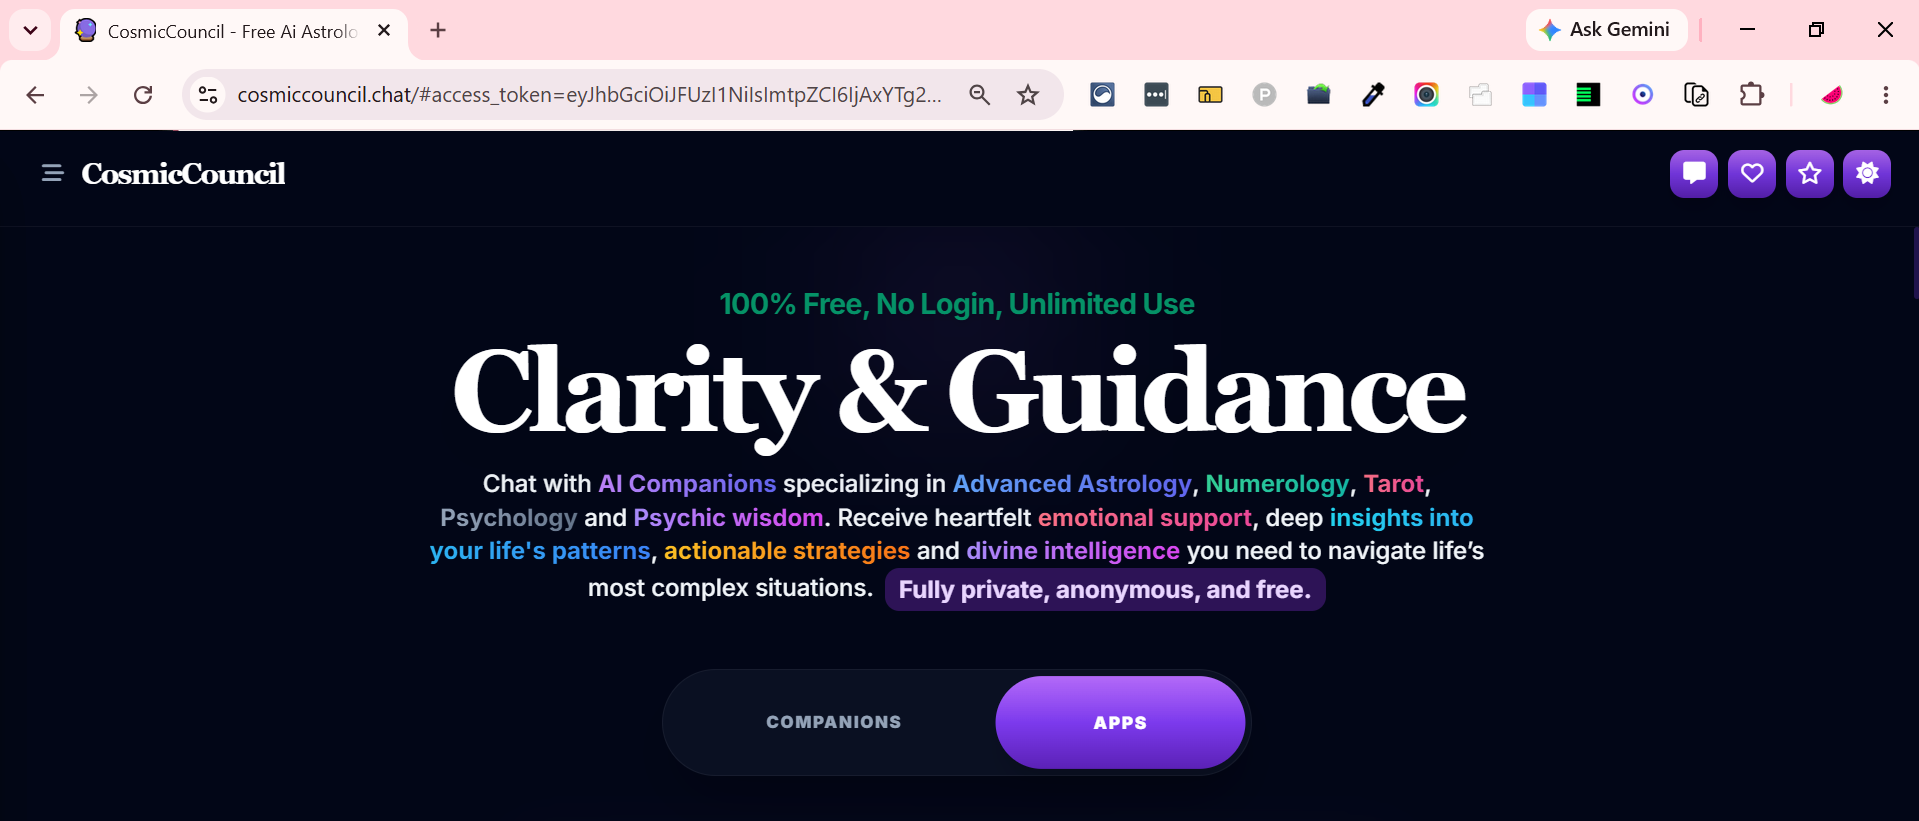 CosmicCouncil - Free Ai Astrolo
Ask Gemini
cosmiccouncil.chat/#access_token=eyJhbGciOiJFUzI1NiIsImtpZCI6IjAxYTg2...
CosmicCouncil
100% Free, No Login, Unlimited Use
Clarity & Guidance
Chat with AI Companions specializing in Advanced Astrology, Numerology, Tarot,
Psychology and Psychic wisdom. Receive heartfelt emotional support, deep insights into
your life's patterns, actionable strategies and divine intelligence you need to navigate life’s
most complex situations. Fully private, anonymous, and free.
COMPANIONS APPS